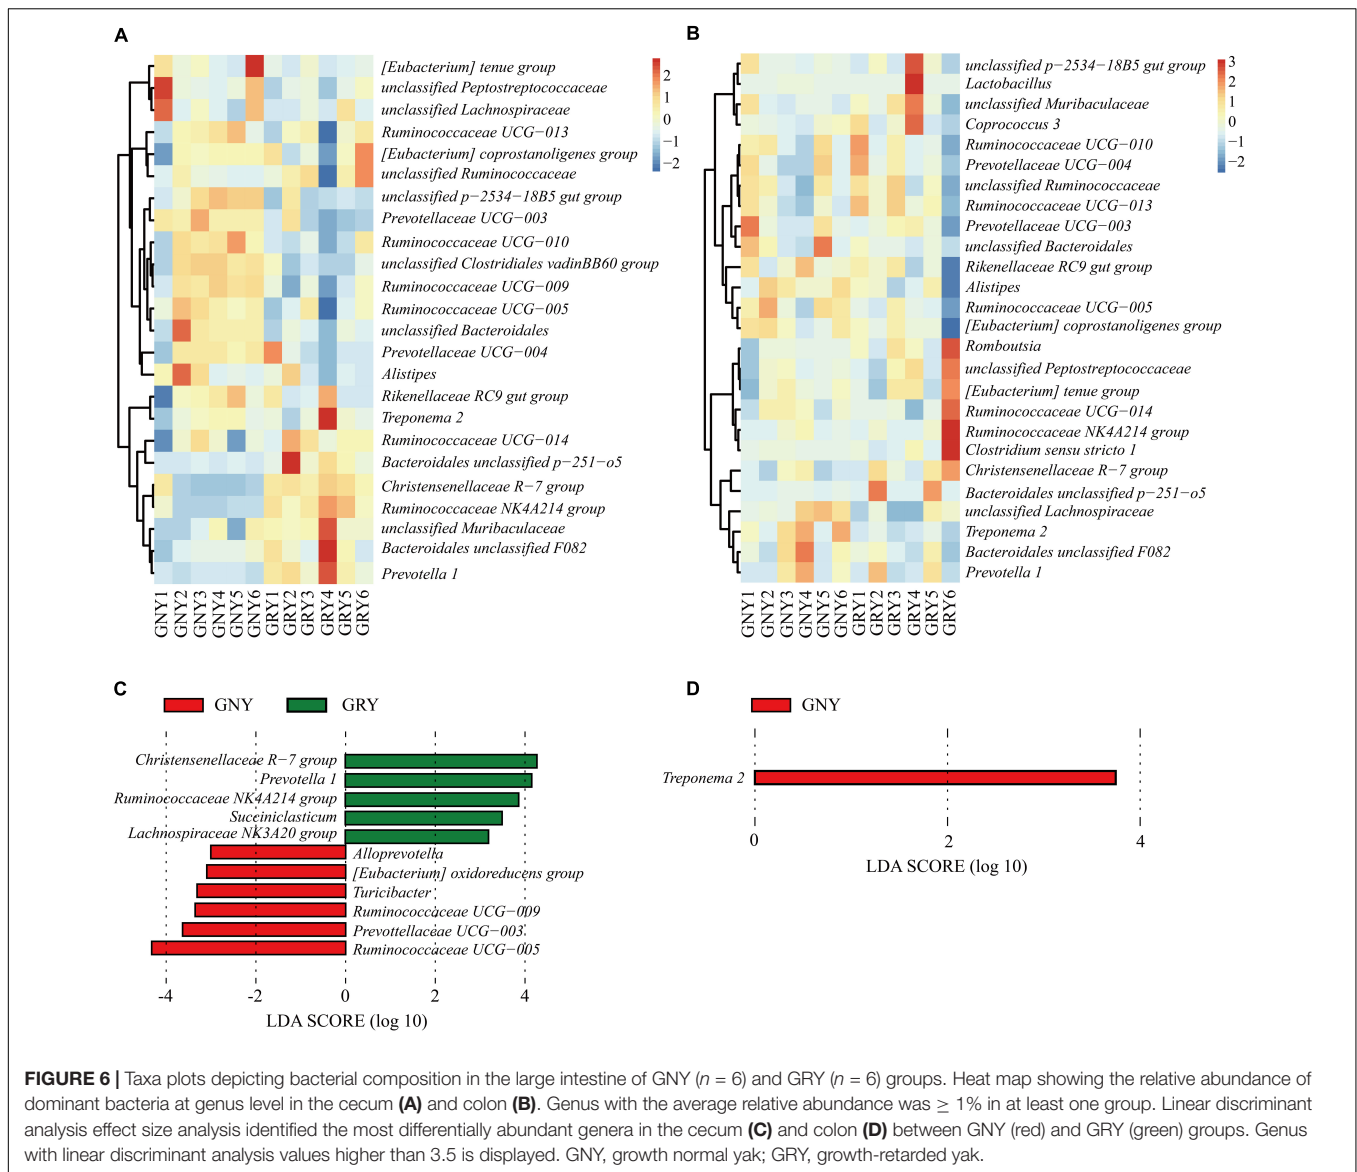 A
[Eubacterium] tenue group
unclassified Peptostreptococcaceae
unclassified Lachnospiraceae
Ruminococcaceae UCG−013
[Eubacterium] coprostanoligenes group
unclassified Ruminococcaceae
unclassified p−2534−18B5 gut group
Prevotellaceae UCG−003
Ruminococcaceae UCG−010
unclassified Clostridiales vadinBB60 group
Ruminococcaceae UCG−009
Ruminococcaceae UCG−005
unclassified Bacteroidales
Prevotellaceae UCG−004
Alistipes
Rikenellaceae RC9 gut group
Treponema 2
Ruminococcaceae UCG−014
Bacteroidales unclassified p−251−o5
Christensenellaceae R−7 group
Ruminococcaceae NK4A214 group
unclassified Muribaculaceae
Bacteroidales unclassified F082
Prevotella 1
2
1
0
−1
−2
GNY1 GNY2 GNY3 GNY4 GNY5 GNY6 GRY1 GRY2 GRY3 GRY4 GRY5 GRY6
B
unclassified p−2534−18B5 gut group
Lactobacillus
unclassified Muribaculaceae
Coprococcus 3
Ruminococcaceae UCG−010
Prevotellaceae UCG−004
unclassified Ruminococcaceae
Ruminococcaceae UCG−013
Prevotellaceae UCG−003
unclassified Bacteroidales
Rikenellaceae RC9 gut group
Alistipes
Ruminococcaceae UCG−005
[Eubacterium] coprostanoligenes group
Romboutsia
unclassified Peptostreptococcaceae
[Eubacterium] tenue group
Ruminococcaceae UCG−014
Ruminococcaceae NK4A214 group
Clostridium sensu stricto 1
Christensenellaceae R−7 group
Bacteroidales unclassified p−251−o5
unclassified Lachnospiraceae
Treponema 2
Bacteroidales unclassified F082
Prevotella 1
3
2
1
0
−1
−2
GNY1 GNY2 GNY3 GNY4 GNY5 GNY6 GRY1 GRY2 GRY3 GRY4 GRY5 GRY6
C
GNY GRY
Christensenellaceae R−7 group
Prevotella 1
Ruminococcaceae NK4A214 group
Succiniclasticum
Lachnospiraceae NK3A20 group
Alloprevotella
[Eubacterium] oxidoreducens group
Turicibacter
Ruminococcaceae UCG−009
Prevottellaceae UCG−003
Ruminococcaceae UCG−005
-4 -2 0 2 4
LDA SCORE (log 10)
D
GNY
Treponema 2
0 2 4
LDA SCORE (log 10)
FIGURE 6 | Taxa plots depicting bacterial composition in the large intestine of GNY (n = 6) and GRY (n = 6) groups. Heat map showing the relative abundance of
dominant bacteria at genus level in the cecum (A) and colon (B). Genus with the average relative abundance was ≥ 1% in at least one group. Linear discriminant
analysis effect size analysis identified the most differentially abundant genera in the cecum (C) and colon (D) between GNY (red) and GRY (green) groups. Genus
with linear discriminant analysis values higher than 3.5 is displayed. GNY, growth normal yak; GRY, growth-retarded yak.